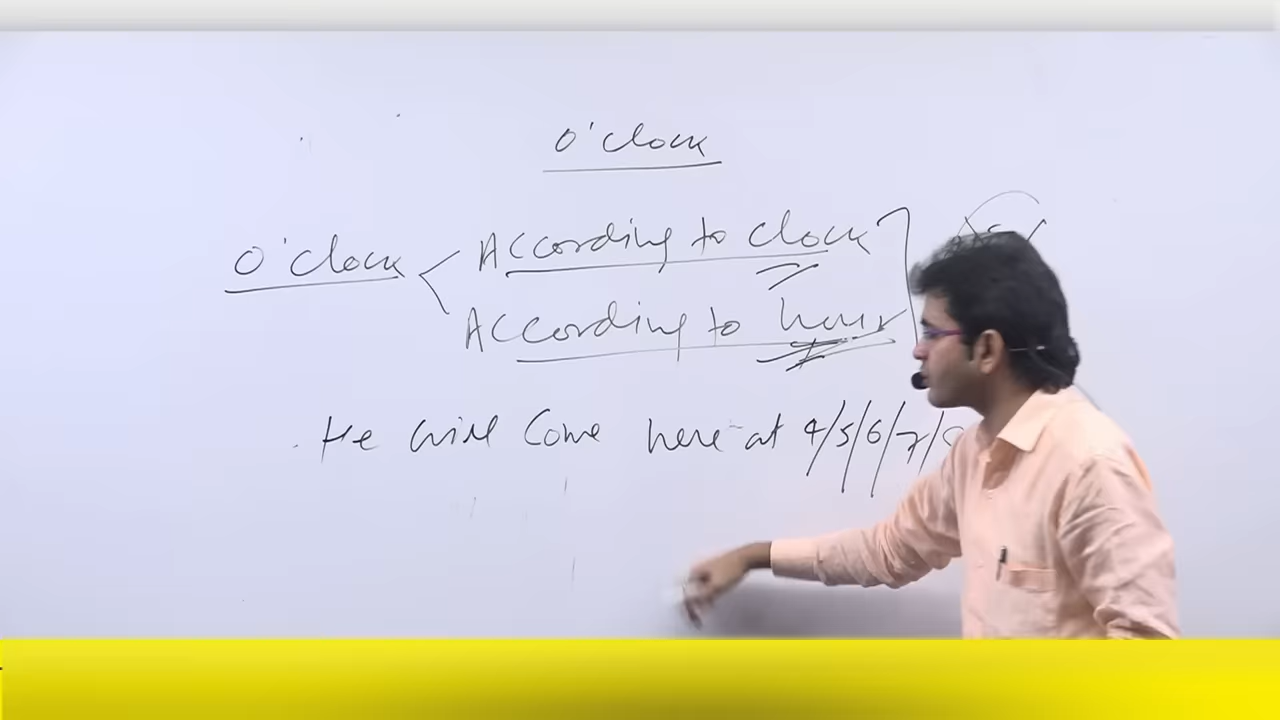 O'clock
O'clock < According to clock
According to hour
He will come here at 4/5/6/7/